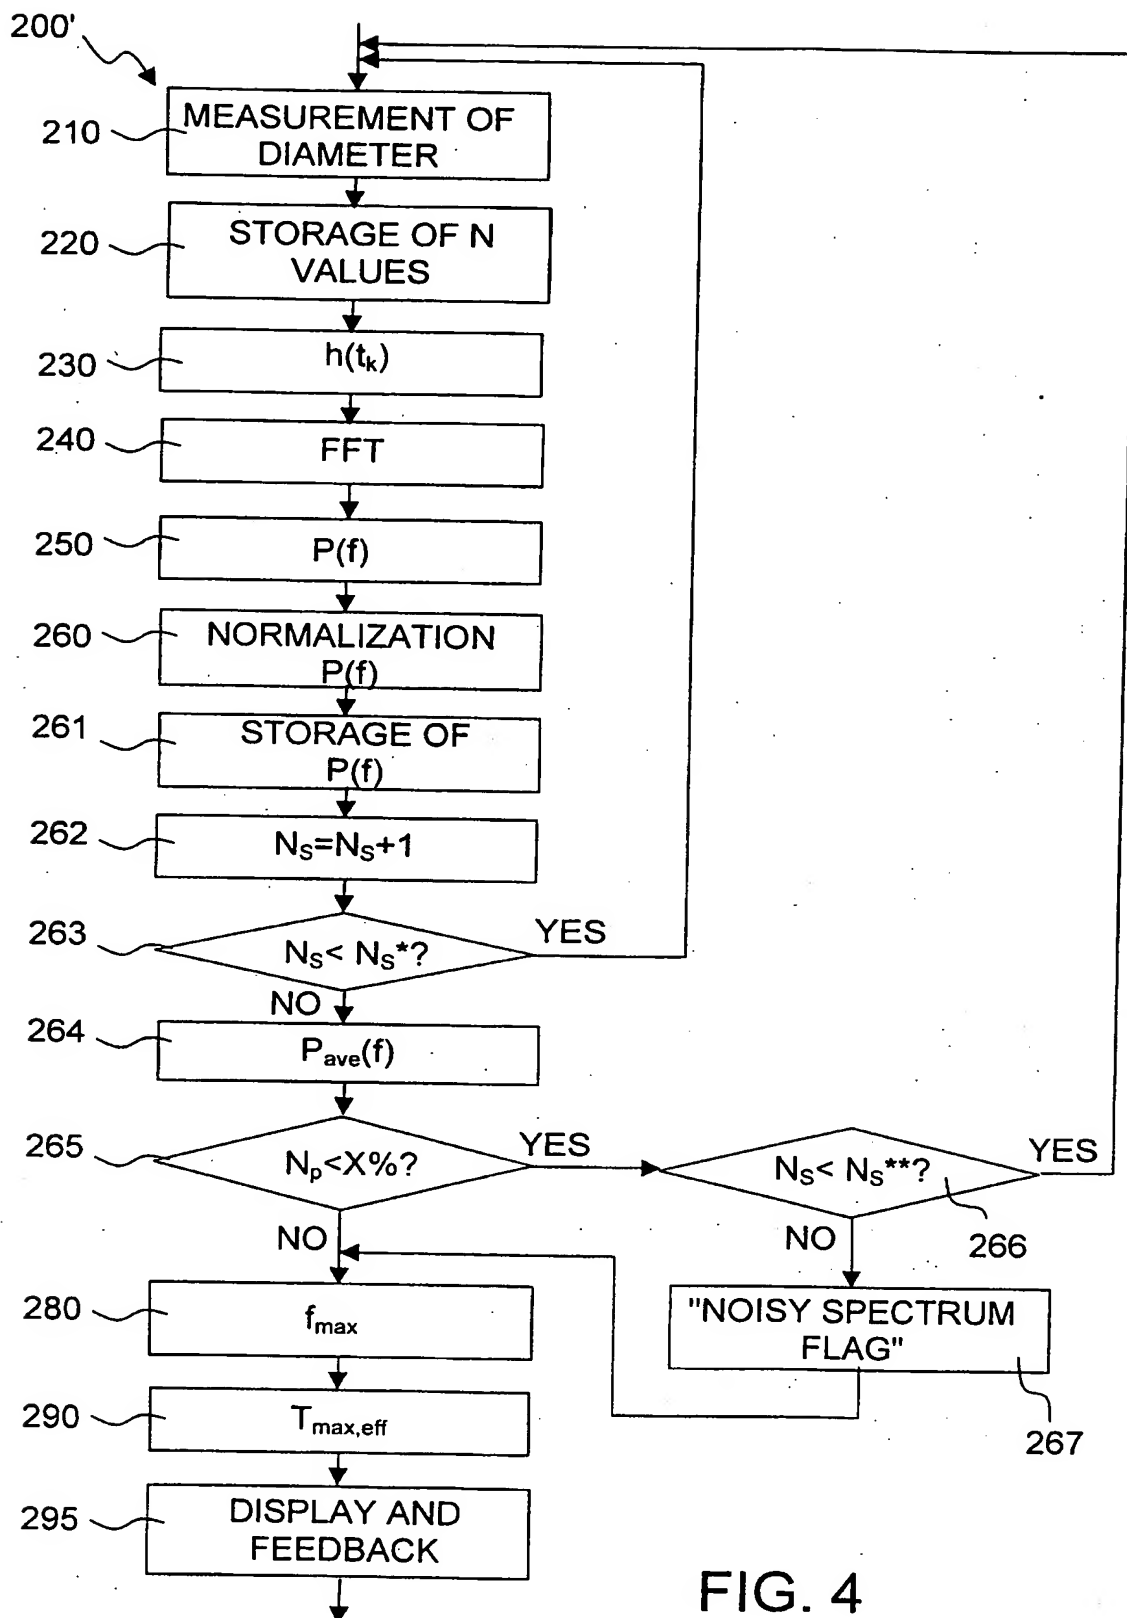 200'
210
MEASUREMENT OF
DIAMETER
220
STORAGE OF N
VALUES
230
h(tk)
240
FFT
250
P(f)
260
NORMALIZATION
P(f)
261
STORAGE OF
P(f)
262
NS=NS+1
263
NS< NS*?
YES
NO
264
Pave(f)
265
Np<X%?
YES
NS< NS**?
YES
266
NO
NO
280
fmax
"NOISY SPECTRUM
FLAG"
267
290
Tmax,eff
295
DISPLAY AND
FEEDBACK
FIG. 4